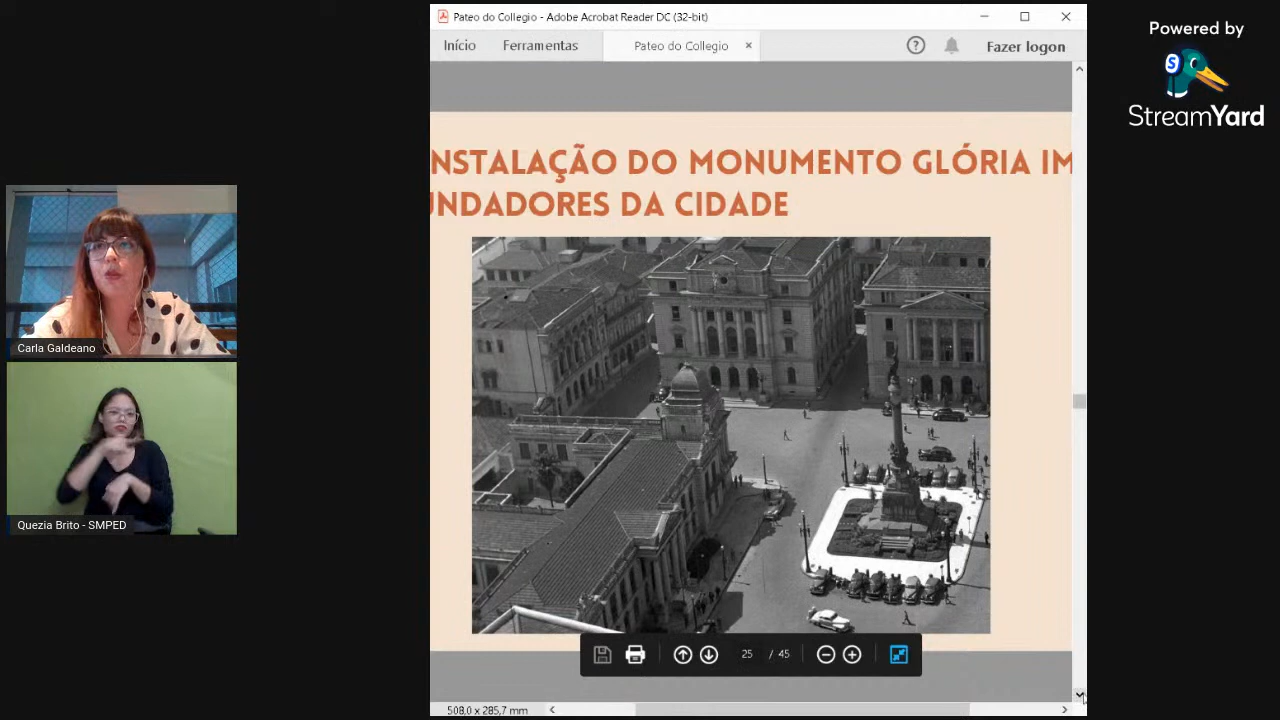 Pateo do Collegio - Adobe Acrobat Reader DC (32-bit)
Início Ferramentas Pateo do Collegio × Fazer logon
NSTALAÇÃO DO MONUMENTO GLÓRIA IM
UNDADORES DA CIDADE
25 / 45
508,0 x 285,7 mm
Carla Galdeano
Quezia Brito - SMPED
Powered by
StreamYard